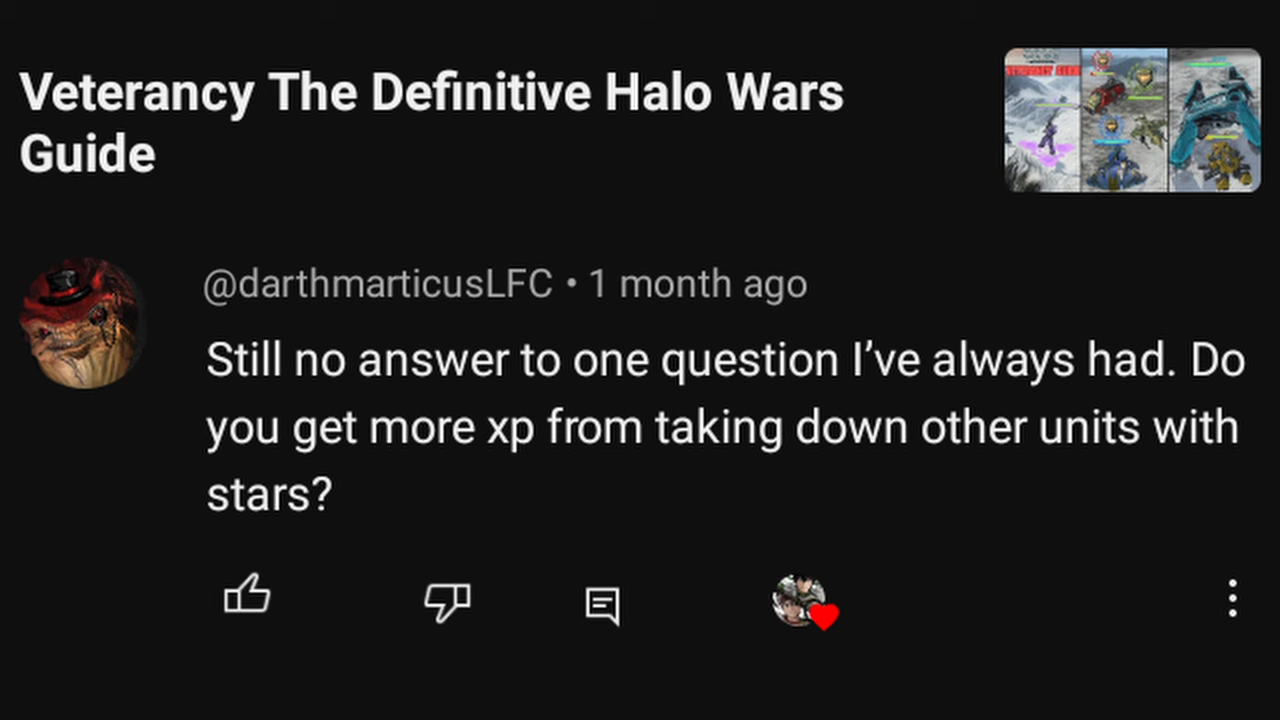 Veterancy The Definitive Halo Wars
Guide
@darthmarticusLFC • 1 month ago
Still no answer to one question I’ve always had. Do
you get more xp from taking down other units with
stars?